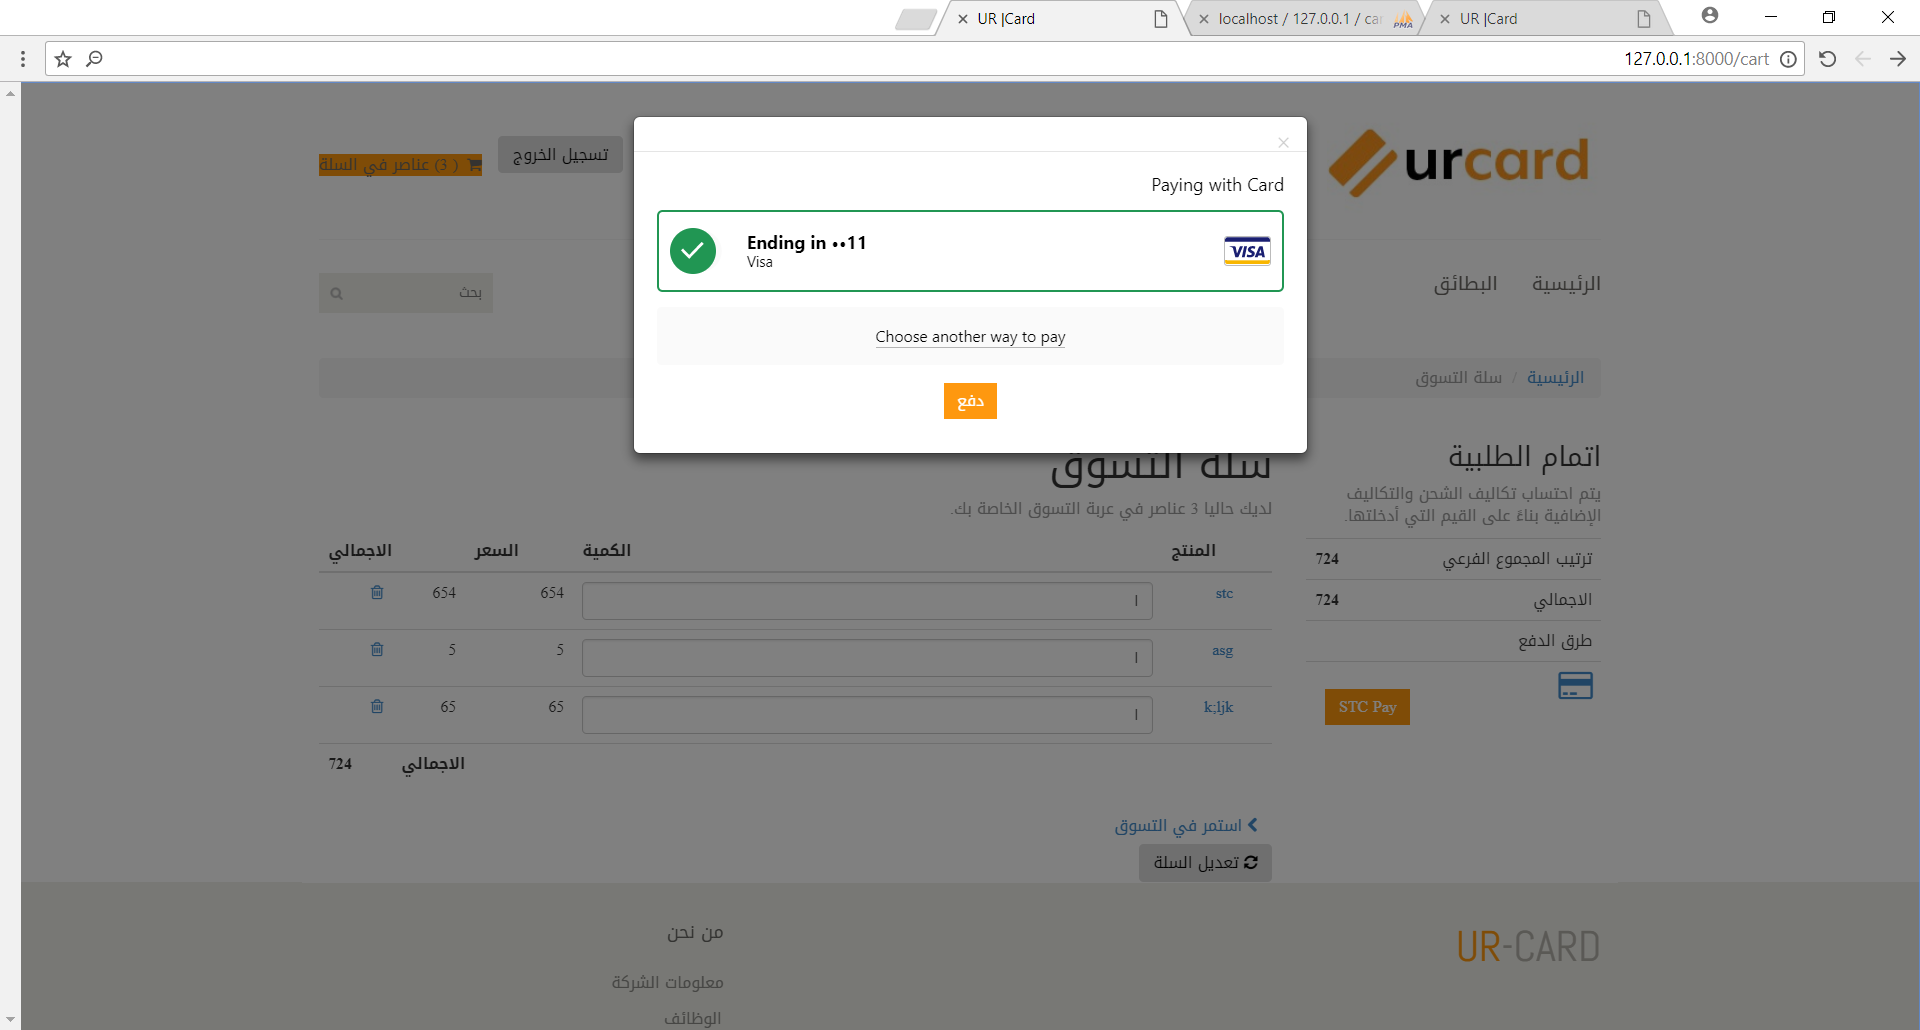 UR |Card
localhost / 127.0.0.1 / car
PMA
UR |Card
127.0.0.1:8000/cart
urcard
تسجيل الخروج
( 3) عناصر في السلة
الرئيسية
البطائق
بحث
الرئيسية / سلة التسوق
×
Paying with Card
Ending in ••11
Visa
VISA
Choose another way to pay
دفع
اتمام الطلبية
يتم احتساب تكاليف الشحن والتكاليف
الإضافية بناءً على القيم التي أدخلتها.
ترتيب المجموع الفرعي 724
الاجمالي 724
طرق الدفع
STC Pay
سلة التسوق
لديك حاليا 3 عناصر في عربة التسوق الخاصة بك.
المنتج الكمية السعر الاجمالي
stc 1 654 654
asg 1 5 5
k;ljk 1 65 65
الاجمالي 724
استمر في التسوق
تعديل السلة
UR-CARD
من نحن
معلومات الشركة
الوظائف